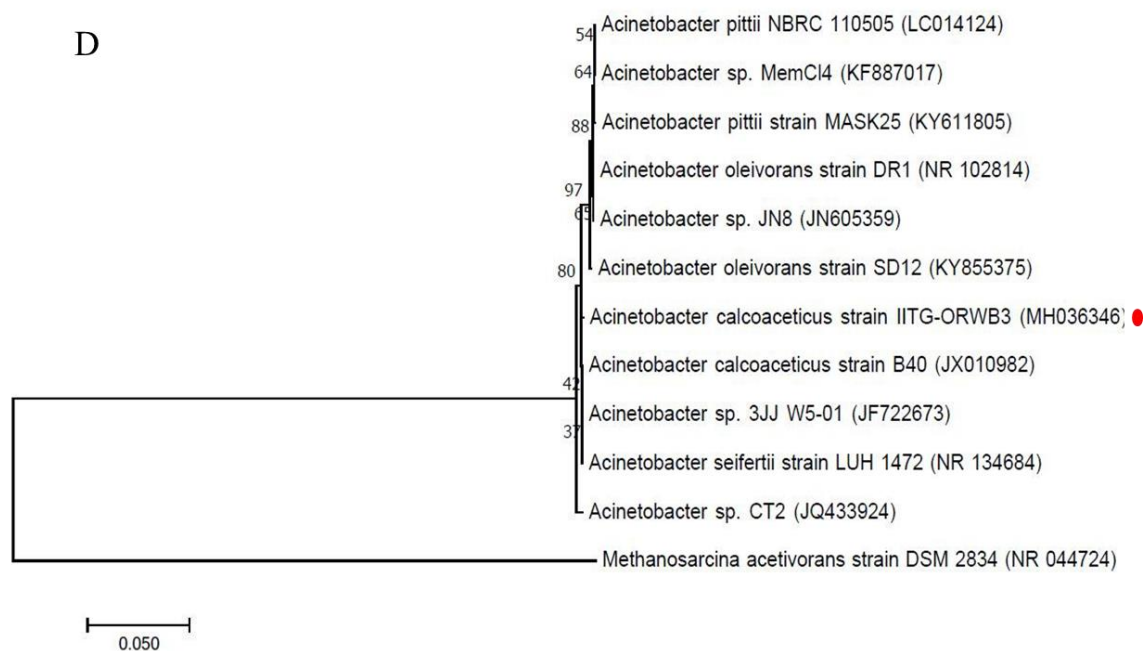 D
54
Acinetobacter pittii NBRC 110505 (LC014124)
64
Acinetobacter sp. MemCl4 (KF887017)
88
Acinetobacter pittii strain MASK25 (KY611805)
Acinetobacter oleivorans strain DR1 (NR 102814)
97
65
Acinetobacter sp. JN8 (JN605359)
80
Acinetobacter oleivorans strain SD12 (KY855375)
Acinetobacter calcoaceticus strain IITG-ORWB3 (MH036346)
Acinetobacter calcoaceticus strain B40 (JX010982)
42
Acinetobacter sp. 3JJ W5-01 (JF722673)
37
Acinetobacter seifertii strain LUH 1472 (NR 134684)
Acinetobacter sp. CT2 (JQ433924)
Methanosarcina acetivorans strain DSM 2834 (NR 044724)
0.050